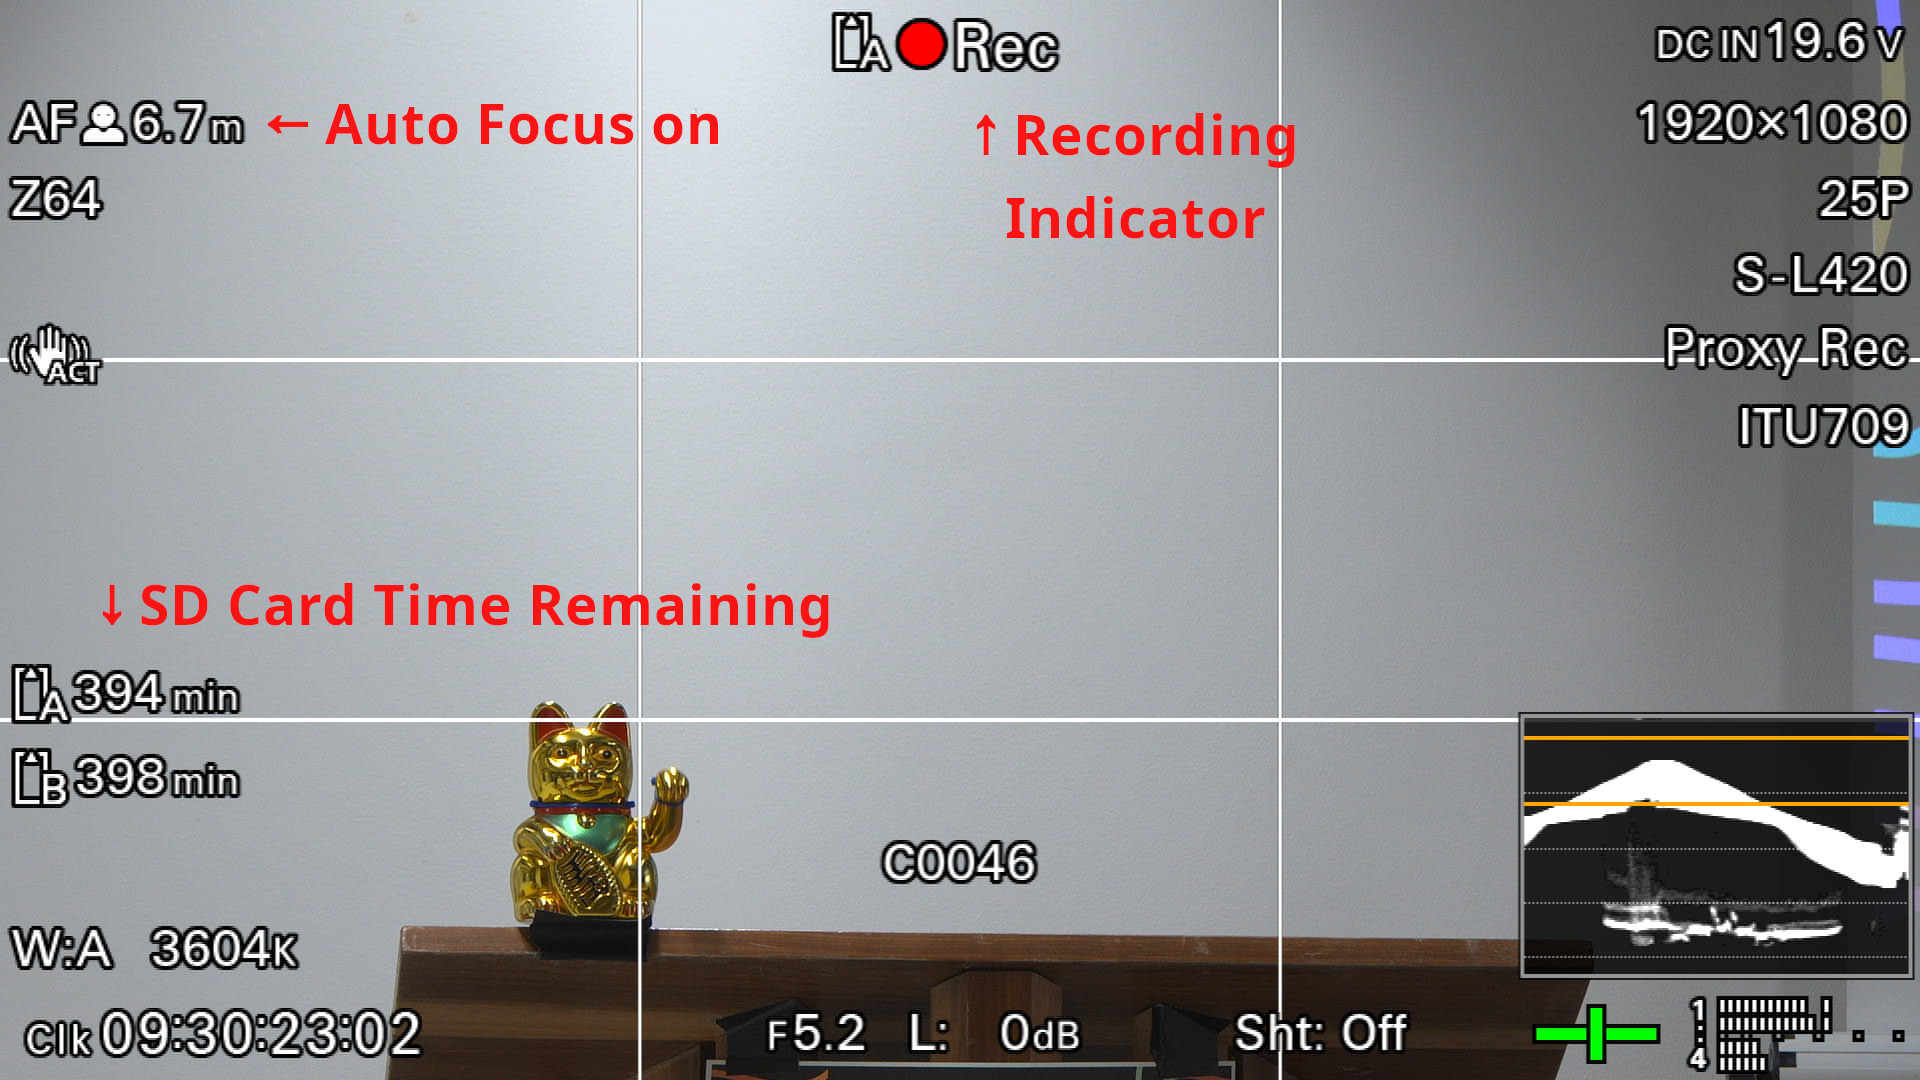 A Rec
DC IN 19.6 V
AF 6.7m ← Auto Focus on
↑ Recording
Indicator
1920×1080
Z64
25P
S-L420
ACT
Proxy Rec
ITU709
↓ SD Card Time Remaining
A 394 min
B 398 min
C0046
W:A 3604K
Clk 09:30:23:02
F5.2 L: 0dB
Sht: Off
1
4